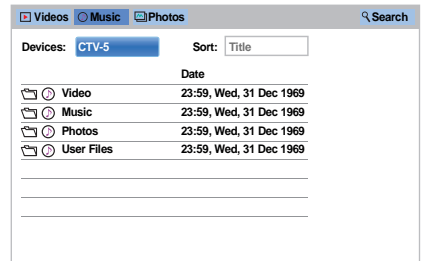 Videos Music Photos Search
Devices: CTV-5 Sort: Title
Date
Video 23:59, Wed, 31 Dec 1969
Music 23:59, Wed, 31 Dec 1969
Photos 23:59, Wed, 31 Dec 1969
User Files 23:59, Wed, 31 Dec 1969